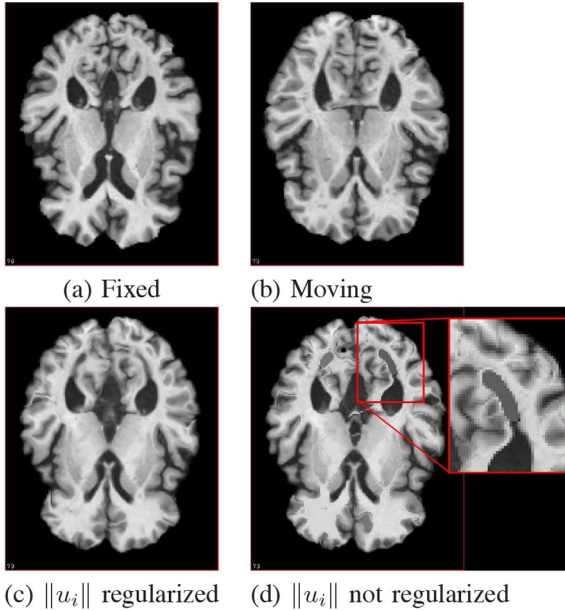 (a) Fixed
(b) Moving
(c) ‖u_i‖ regularized
(d) ‖u_i‖ not regularized